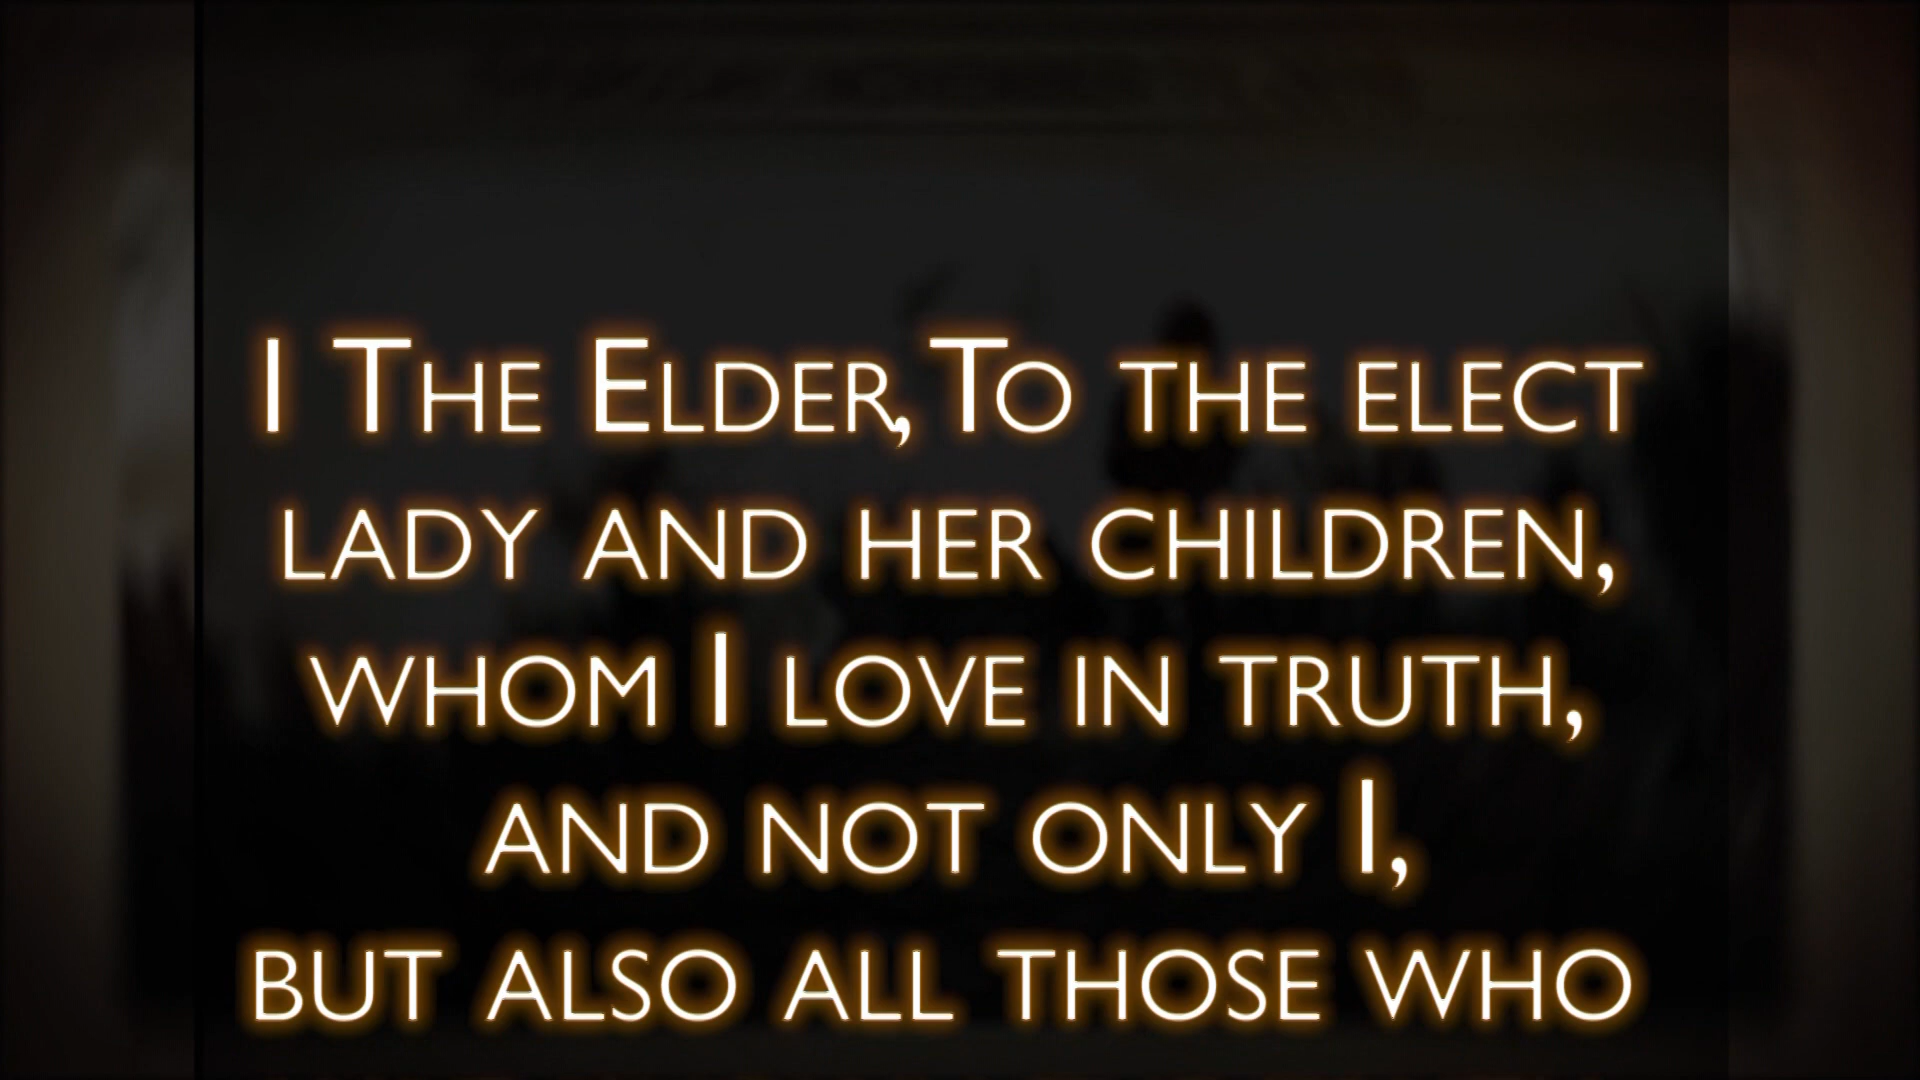 I The Elder, To the elect
lady and her children,
whom I love in truth,
and not only I,
but also all those who